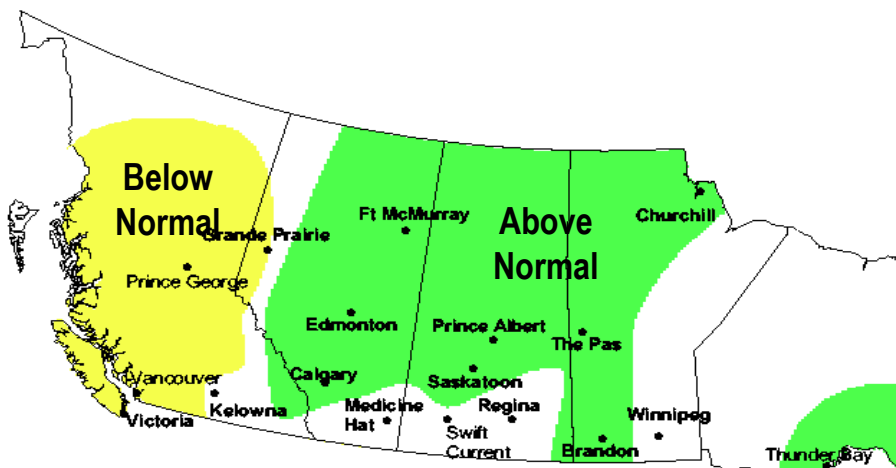 Below
Normal
Above
Normal
Grande Prairie
Ft McMurray
Churchill
Prince George
Edmonton
Prince Albert
The Pas
Calgary
Saskatoon
Vancouver
Victoria
Kelowna
Medicine
Hat
Regina
Swift
Current
Winnipeg
Brandon
Thunder Bay